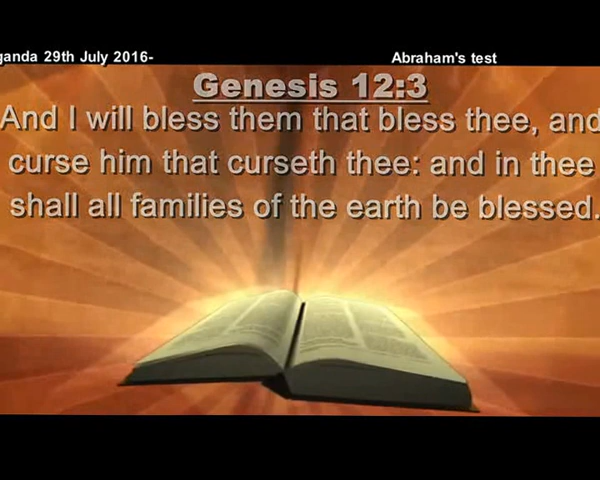 ganda 29th July 2016- Abraham's test
Genesis 12:3
And I will bless them that bless thee, and
curse him that curseth thee: and in thee
shall all families of the earth be blessed.